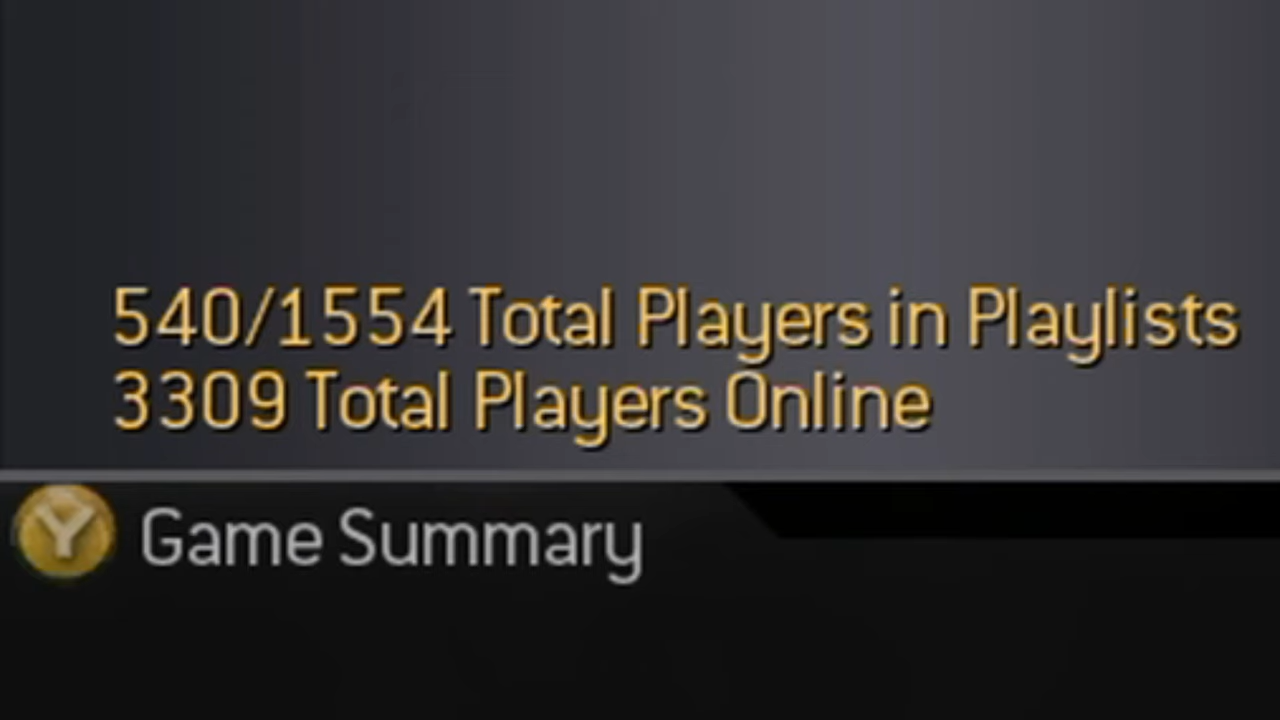 540/1554 Total Players in Playlists
3309 Total Players Online
Y Game Summary